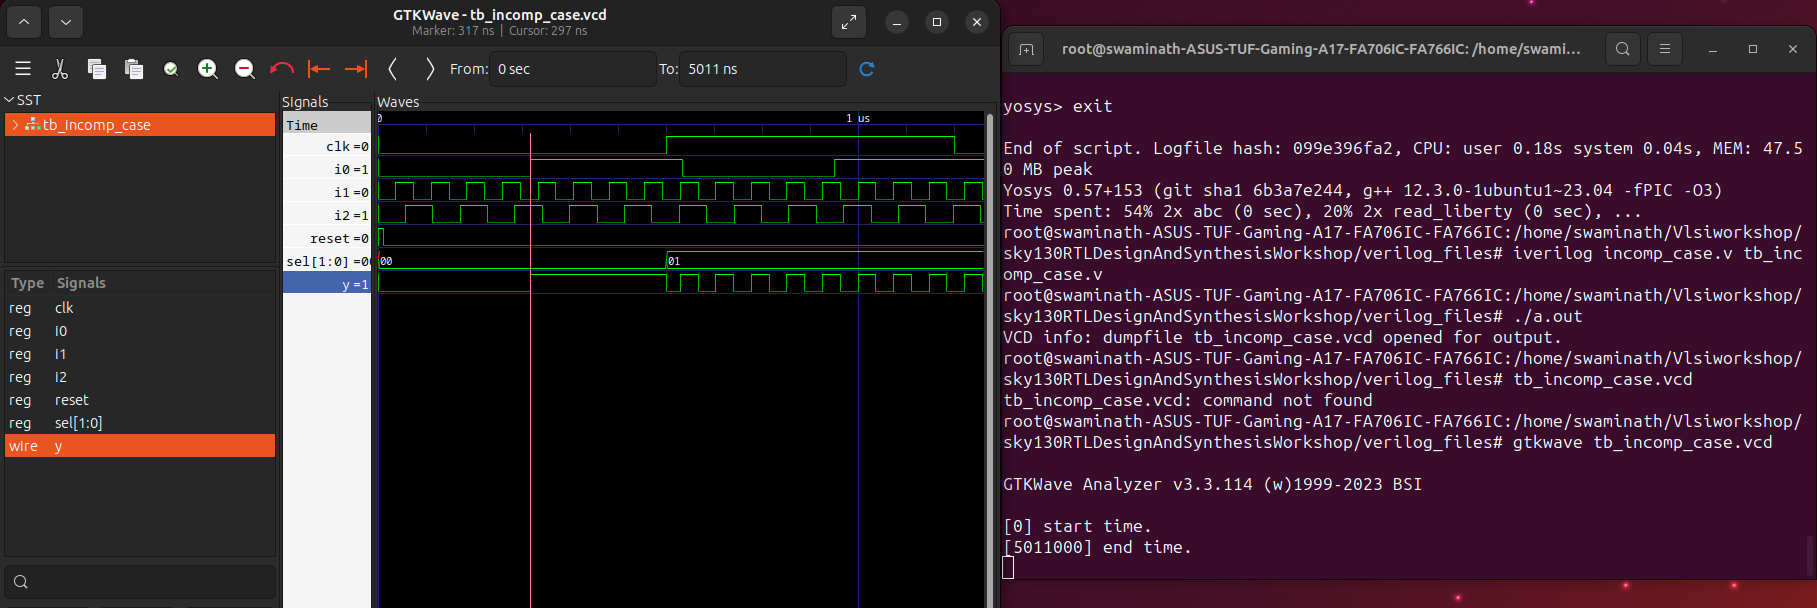 GTKWave - tb_incomp_case.vcd
Marker: 317 ns | Cursor: 297 ns
From: 0 sec To: 5011 ns
SST
tb_incomp_case
Type Signals
reg clk
reg i0
reg i1
reg i2
reg reset
reg sel[1:0]
wire y
Signals
Time
clk =0
i0 =1
i1 =0
i2 =1
reset =0
sel[1:0] =00
y =1
Waves
0 1 us
00 01
root@swaminath-ASUS-TUF-Gaming-A17-FA706IC-FA766IC: /home/swami...
yosys> exit
End of script. Logfile hash: 099e396fa2, CPU: user 0.18s system 0.04s, MEM: 47.5
0 MB peak
Yosys 0.57+153 (git sha1 6b3a7e244, g++ 12.3.0-1ubuntu1~23.04 -fPIC -O3)
Time spent: 54% 2x abc (0 sec), 20% 2x read_liberty (0 sec), ...
root@swaminath-ASUS-TUF-Gaming-A17-FA706IC-FA766IC:/home/swaminath/Vlsiworkshop/
sky130RTLDesignAndSynthesisWorkshop/verilog_files# iverilog incomp_case.v tb_inc
omp_case.v
root@swaminath-ASUS-TUF-Gaming-A17-FA706IC-FA766IC:/home/swaminath/Vlsiworkshop/
sky130RTLDesignAndSynthesisWorkshop/verilog_files# ./a.out
VCD info: dumpfile tb_incomp_case.vcd opened for output.
root@swaminath-ASUS-TUF-Gaming-A17-FA706IC-FA766IC:/home/swaminath/Vlsiworkshop/
sky130RTLDesignAndSynthesisWorkshop/verilog_files# tb_incomp_case.vcd
tb_incomp_case.vcd: command not found
root@swaminath-ASUS-TUF-Gaming-A17-FA706IC-FA766IC:/home/swaminath/Vlsiworkshop/
sky130RTLDesignAndSynthesisWorkshop/verilog_files# gtkwave tb_incomp_case.vcd
GTKWave Analyzer v3.3.114 (w)1999-2023 BSI
[0] start time.
[5011000] end time.